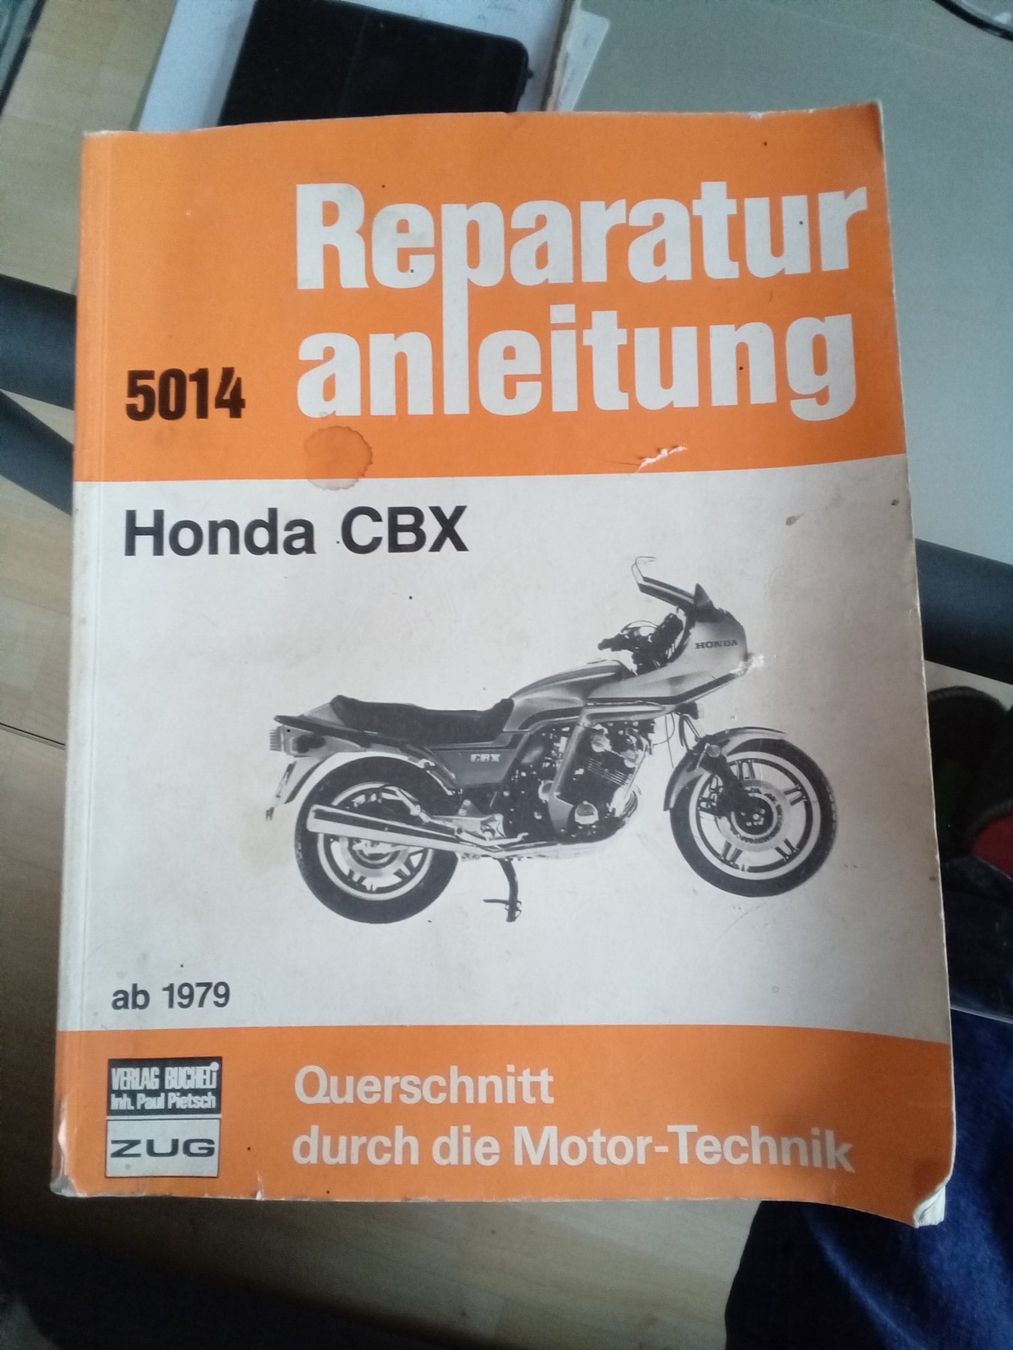 Reparatur
anleitung
5014
Honda CBX
HONDA
CBX
ab 1979
VERLAG BUCHELI
Inh. Paul Pietsch
ZUG
Querschnitt
durch die Motor-Technik